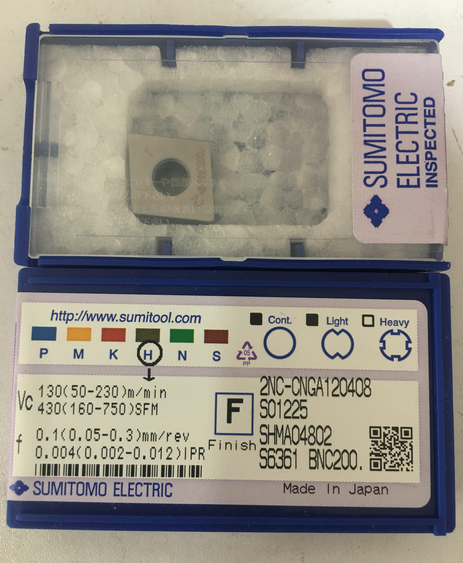 SUMITOMO
ELECTRIC
INSPECTED
http://www.sumitool.com
Cont. Light Heavy
P M K H N S
05
Vc 130(50-230)m/min
430(160-750)SFM
f 0.1(0.05-0.3)mm/rev
0.004(0.002-0.012)IPR
F
Finish
2NC-CNGA120408
S01225
SHMA04802
S6361 BNC200.
SUMITOMO ELECTRIC
Made In Japan